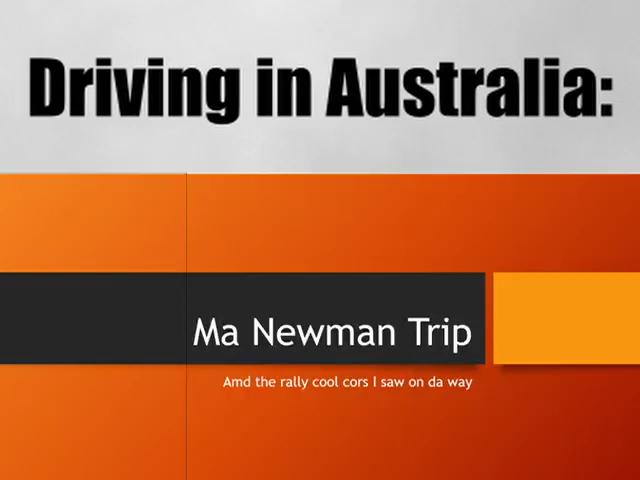 Driving in Australia:
Ma Newman Trip
Amd the rally cool cors I saw on da way